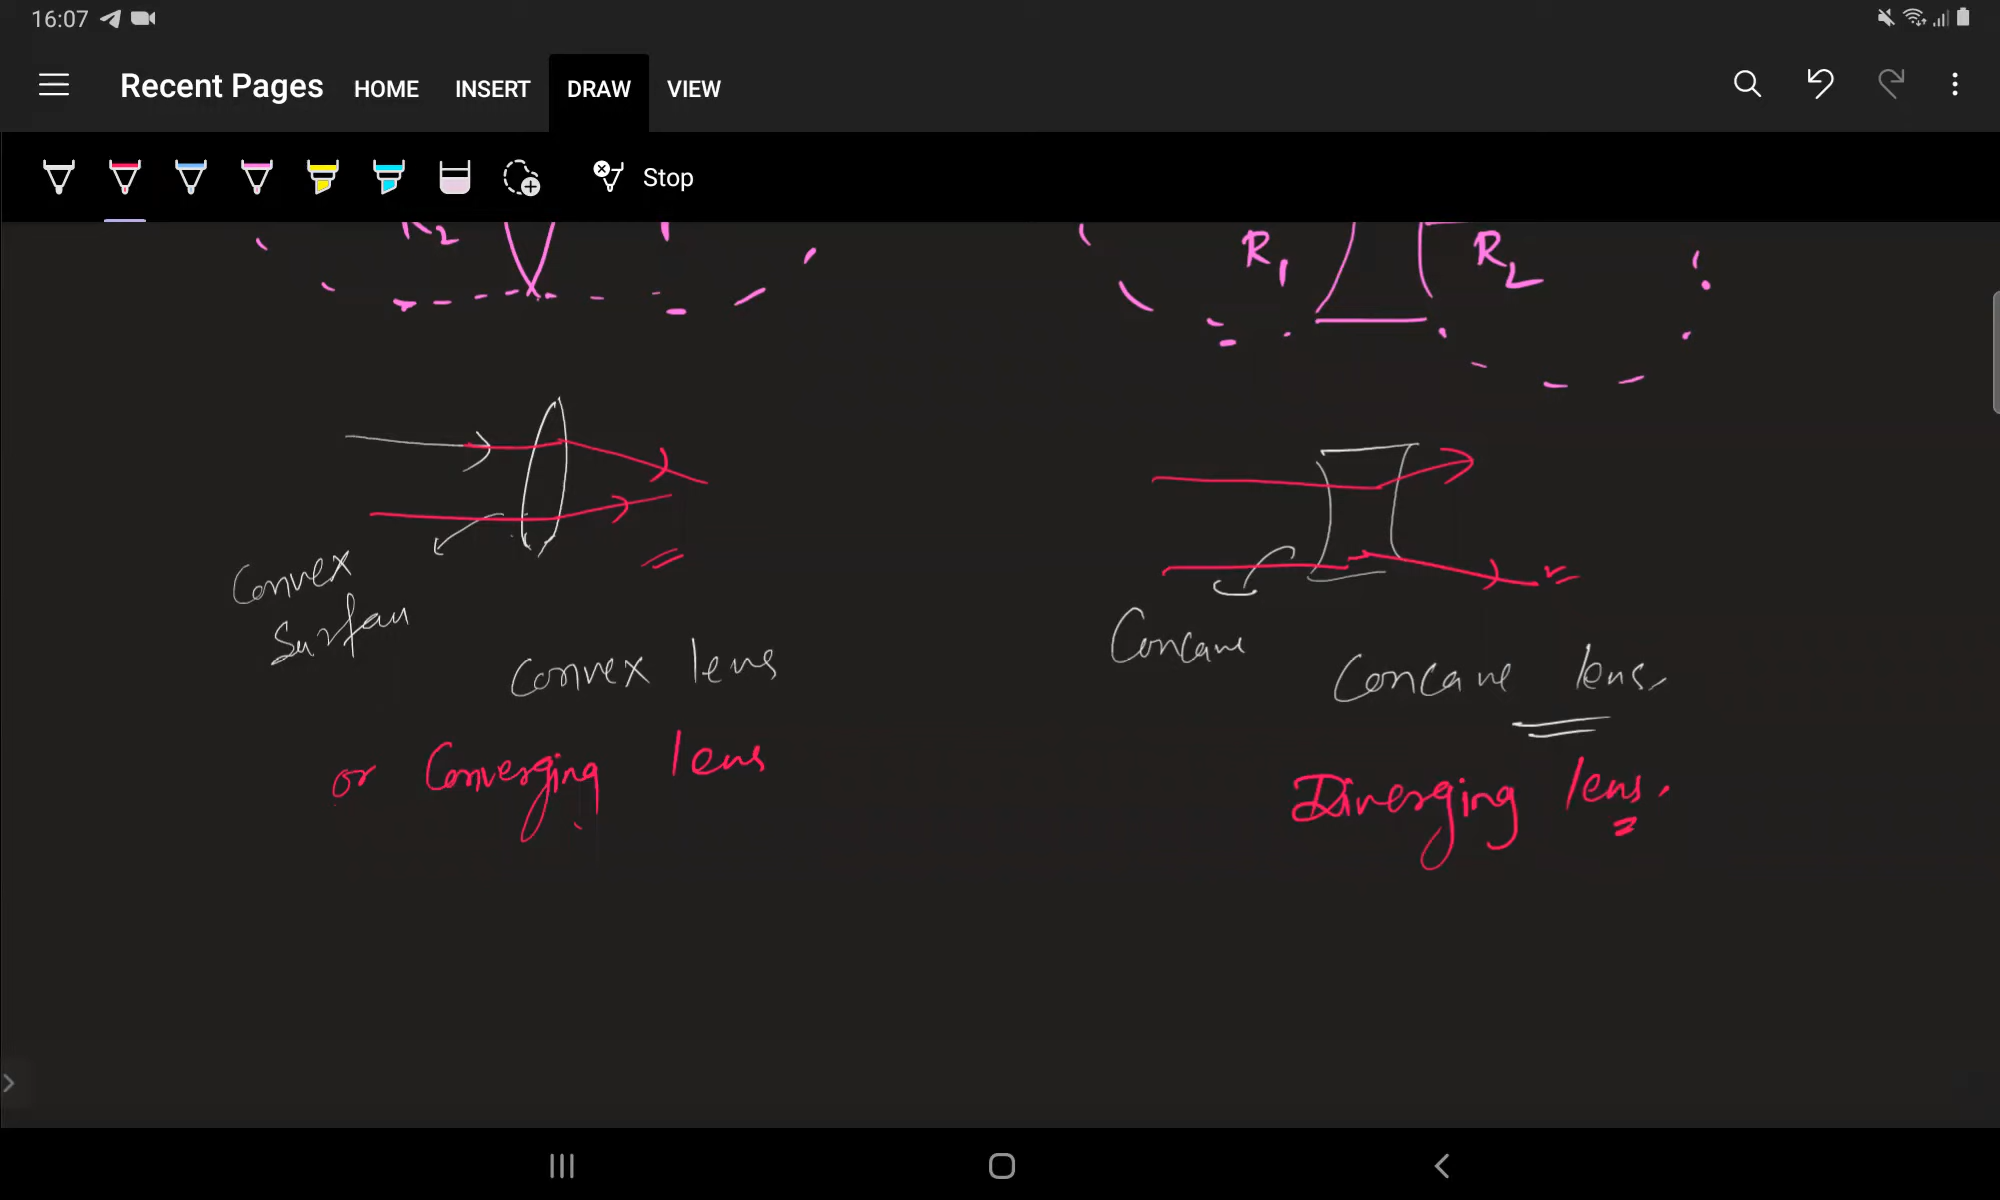 16:07
Recent Pages HOME INSERT DRAW VIEW
Stop
R2
R1 R2
Convex
Surfau
Convex lens
or Converging lens
Concave
Concave lens.
Diverging lens.